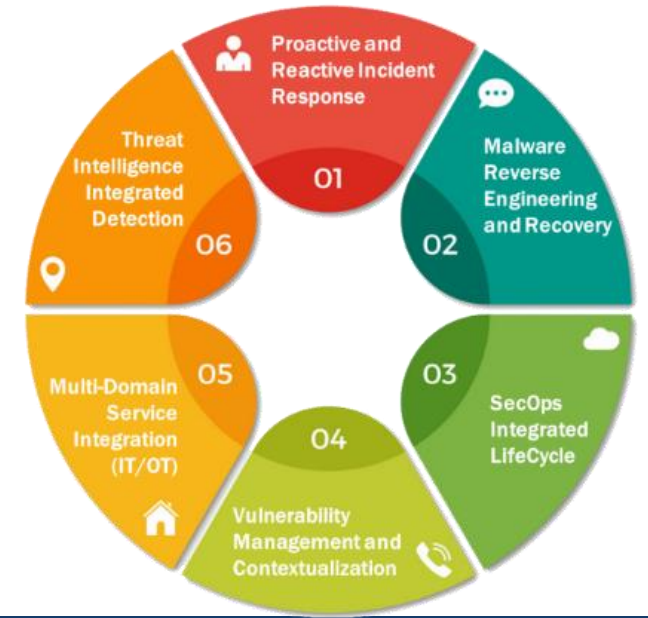 Proactive and
Reactive Incident
Response
01
Malware
Reverse
Engineering
and Recovery
02
SecOps
Integrated
LifeCycle
03
04
Vulnerability
Management and
Contextualization
05
Multi-Domain
Service
Integration
(IT/OT)
06
Threat
Intelligence
Integrated
Detection